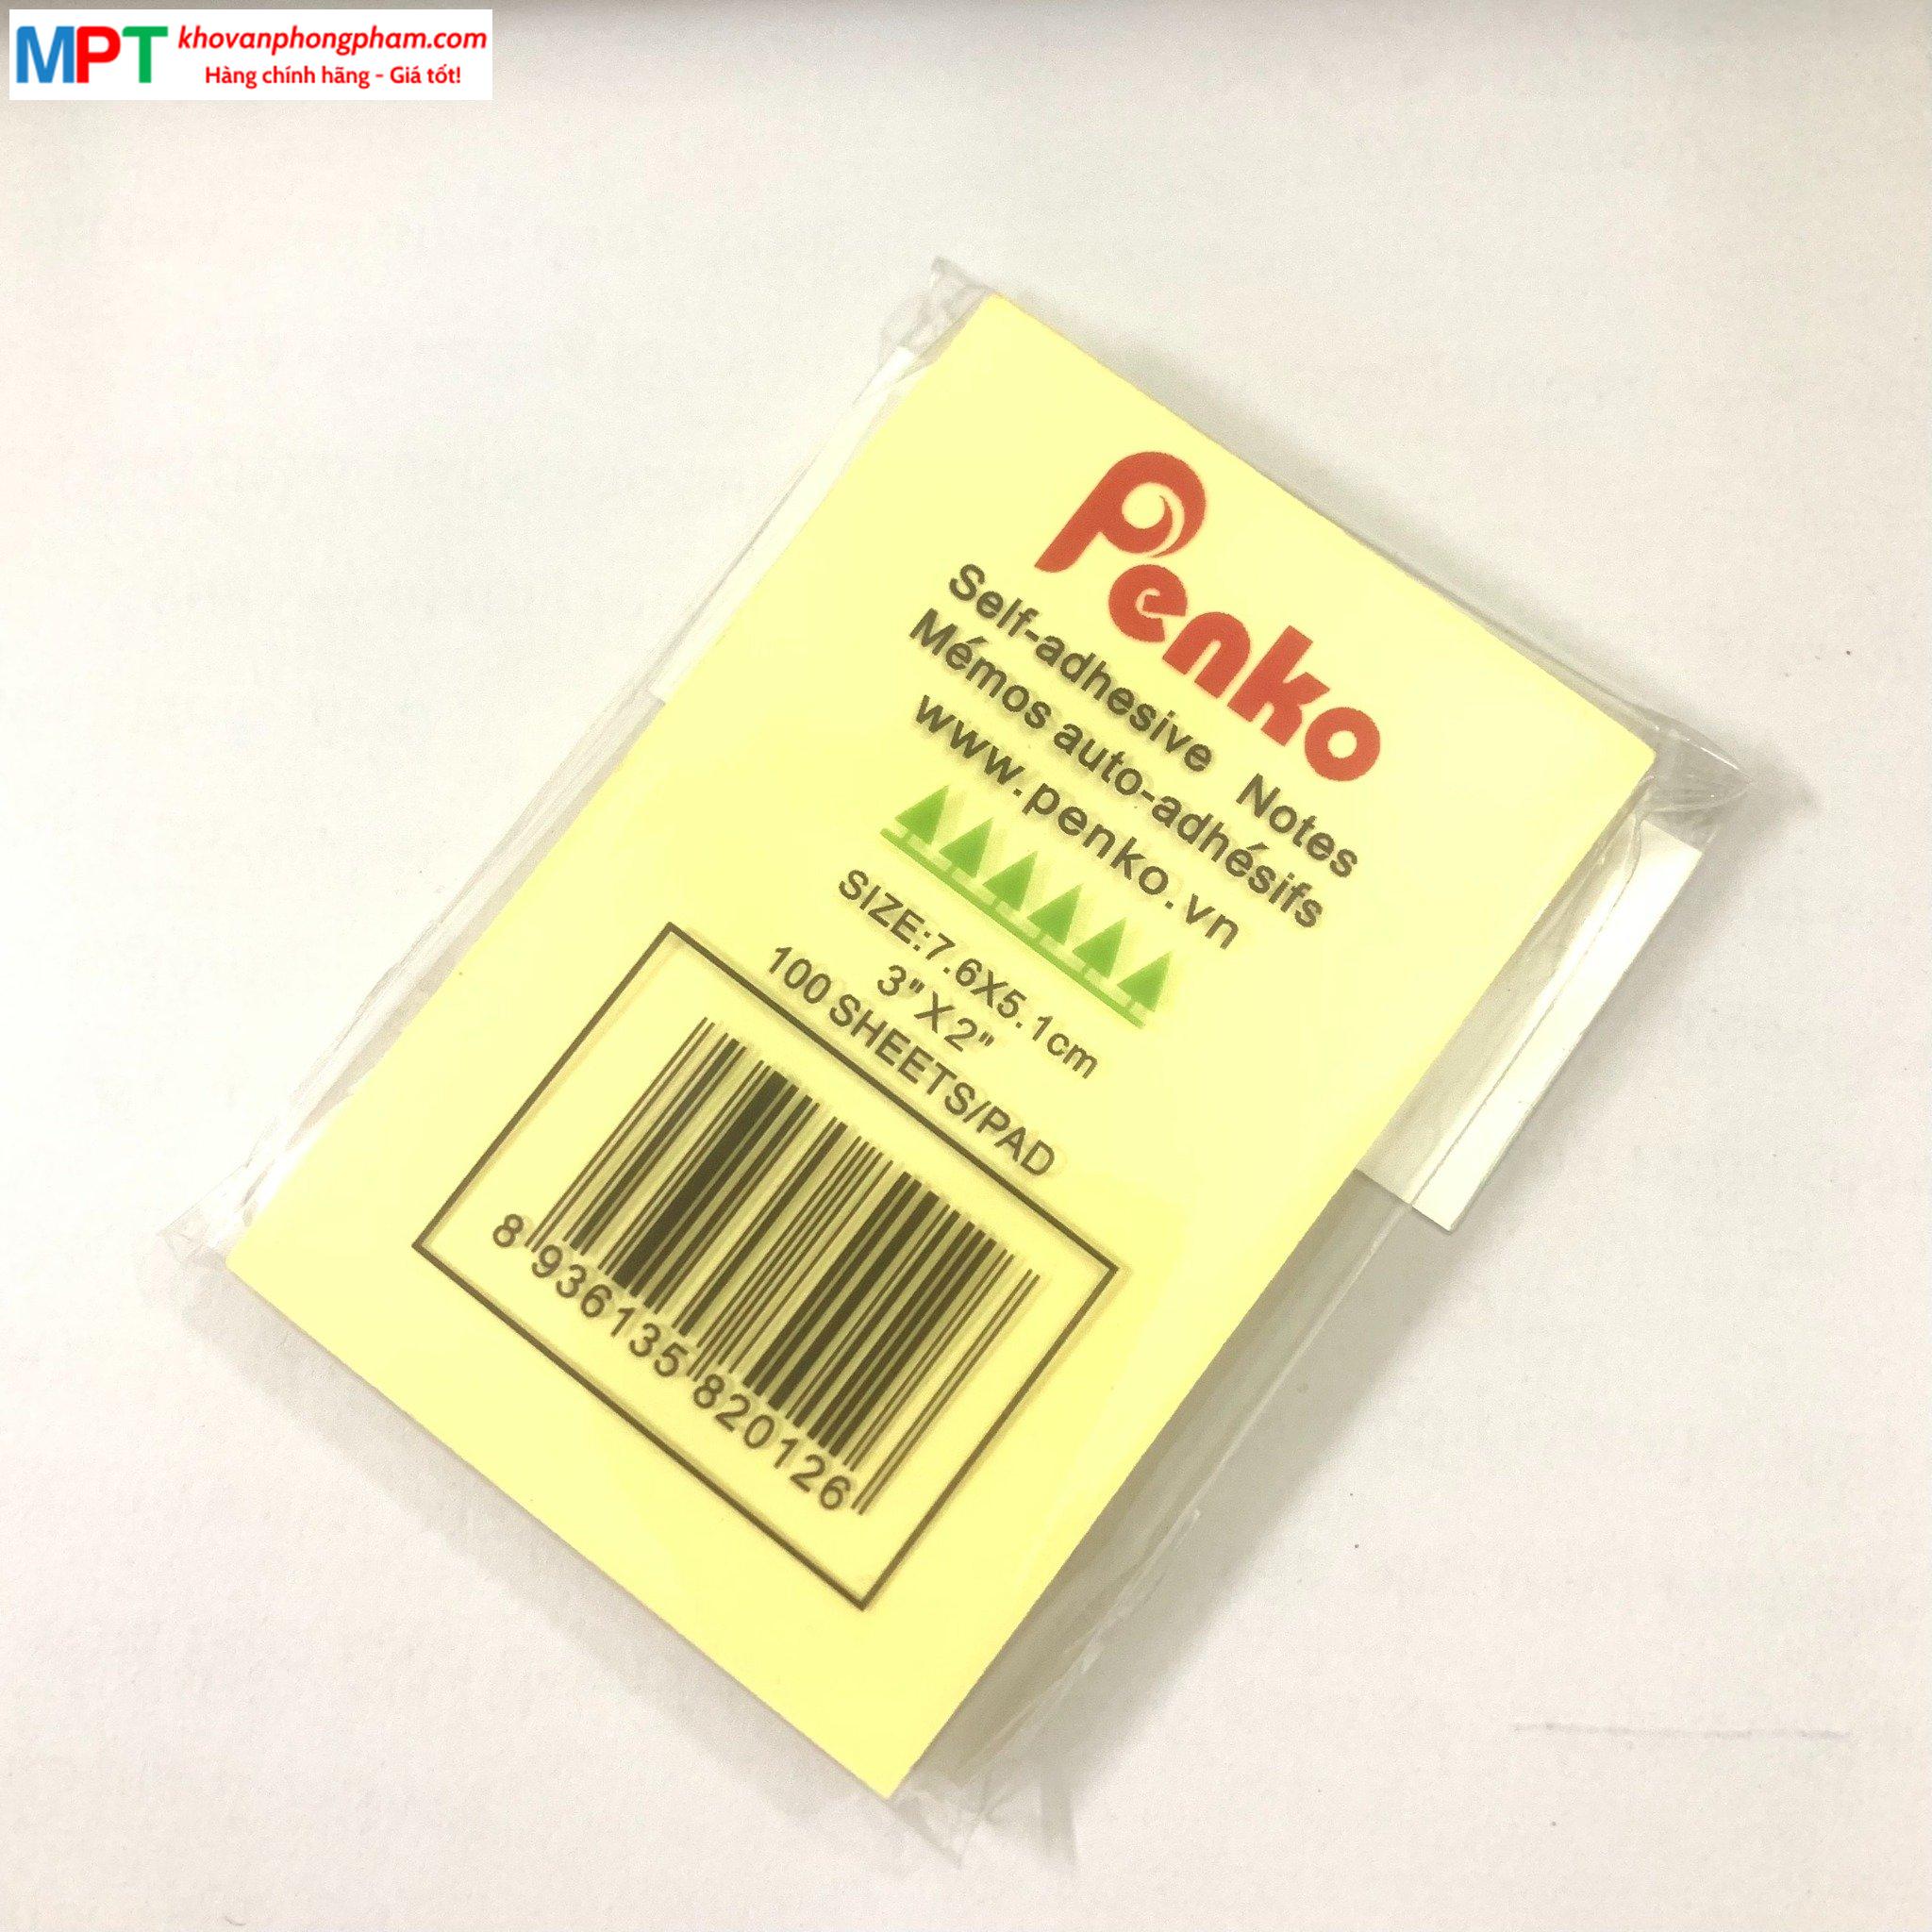 MPT khovanphongpham.com
Hàng chính hãng - Giá tốt!
Penko
Self-adhesive Notes
Mémos auto-adhésifs
www.penko.vn
SIZE:7.6X5.1cm
3"X2"
100 SHEETS/PAD
8 936135 820126